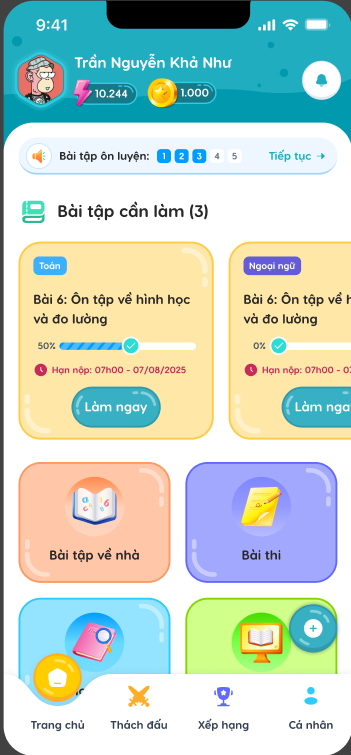 9:41
Trần Nguyễn Khả Như
10.244
1.000
Bài tập ôn luyện: 1 2 3 4 5 Tiếp tục →
Bài tập cần làm (3)
Toán
Bài 6: Ôn tập về hình học
và đo lường
50%
Hạn nộp: 07h00 - 07/08/2025
Làm ngay
Ngoại ngữ
Bài 6: Ôn tập về h
và đo lường
0%
Hạn nộp: 07h00 - 07
Làm nga
Bài tập về nhà
Bài thi
Trang chủ
Thách đấu
Xếp hạng
Cá nhân